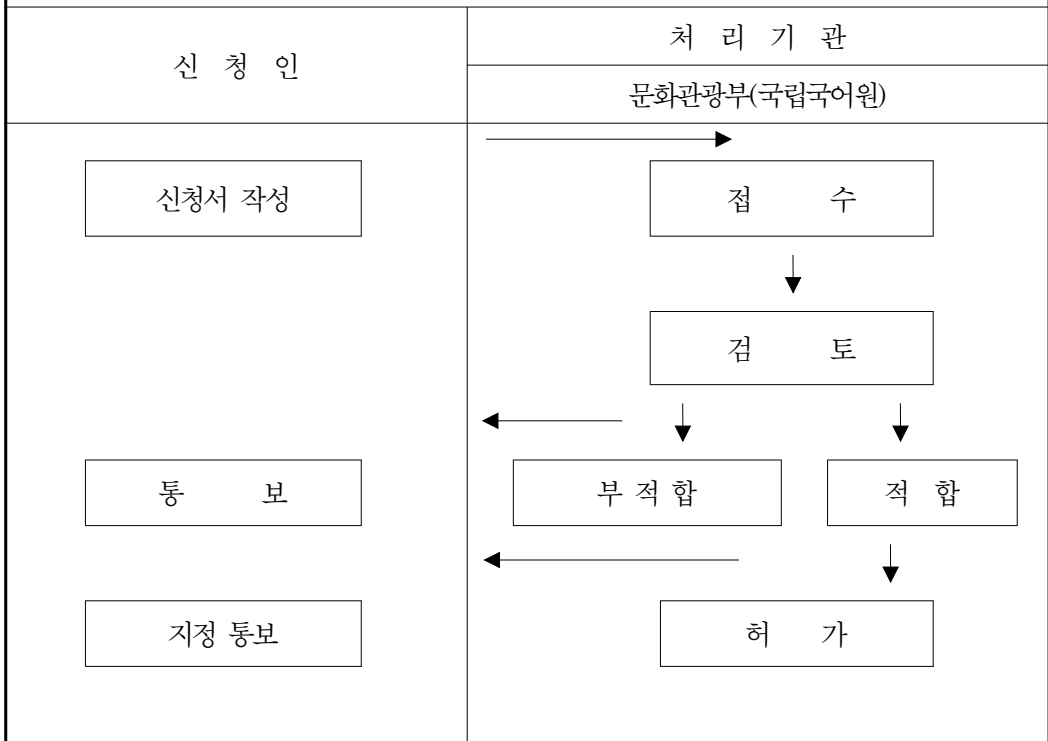 신 청 인
처 리 기 관
문화관광부(국립국어원)
신청서 작성
접 수
검 토
통 보
부 적 합
적 합
지정 통보
허 가